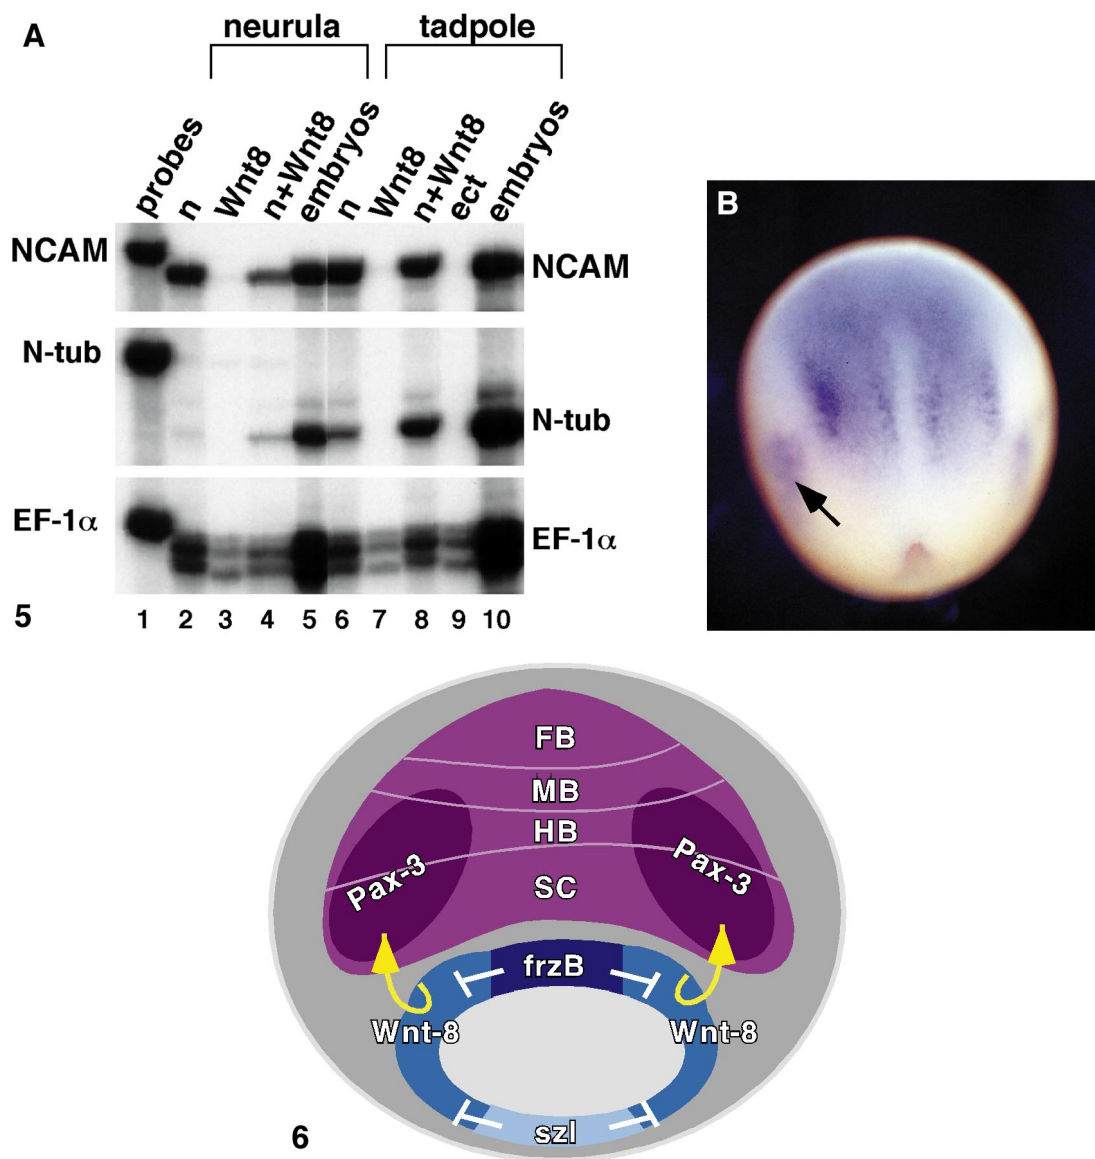 A
neurula
tadpole
probes
n
Wnt8
n+Wnt8
embryos
n
Wnt8
n+Wnt8
ect
embryos
NCAM
NCAM
N-tub
N-tub
EF-1α
EF-1α
5
1 2 3 4 5 6 7 8 9 10
B
FB
MB
HB
SC
Pax-3
Pax-3
frzB
Wnt-8
Wnt-8
szl
6